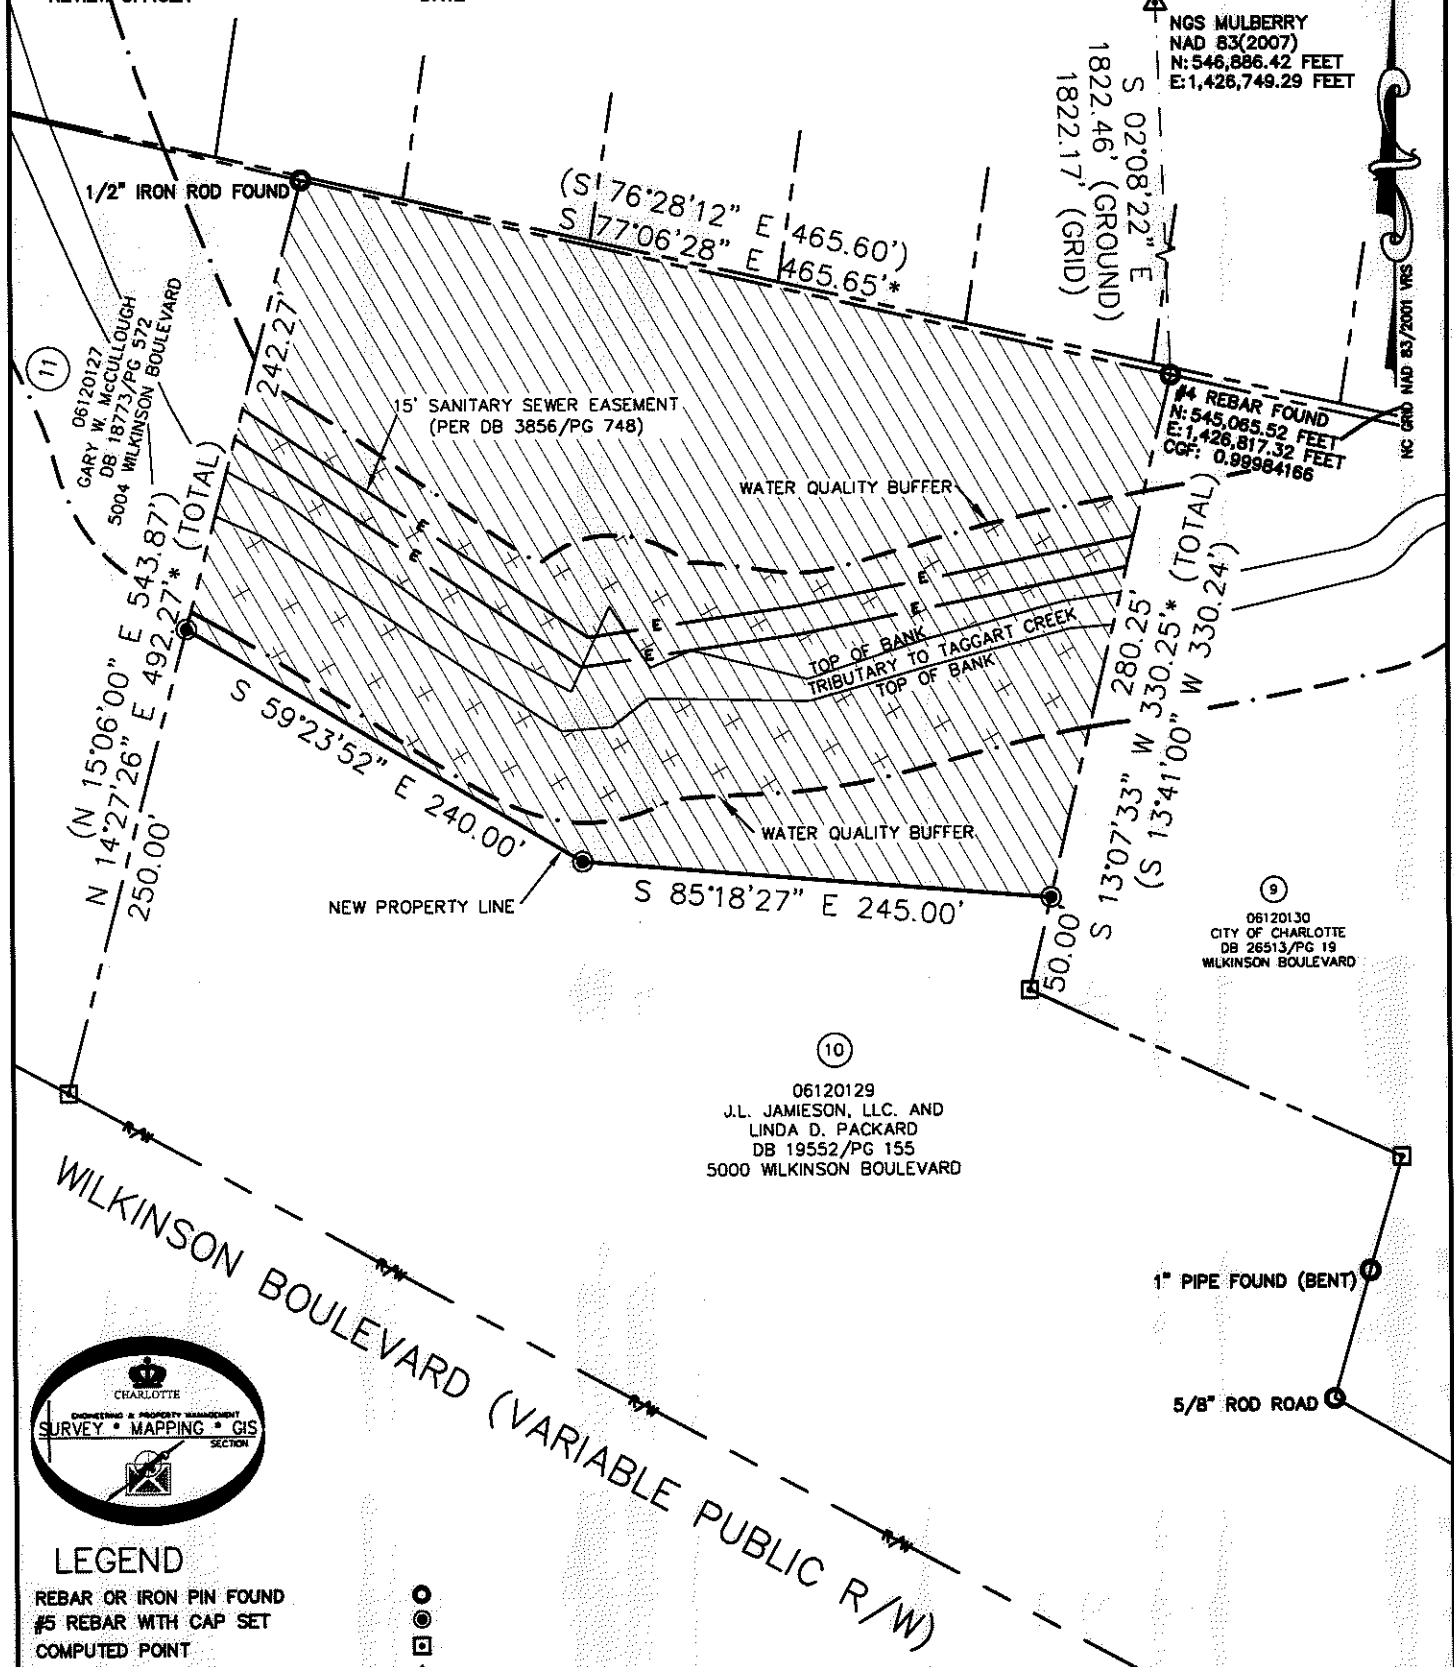 NGS MULBERRY
NAD 83(2007)
N: 546,886.42 FEET
E: 1,426,749.29 FEET
S 02°08'22" E
1822.46' (GROUND)
1822.17' (GRID)
1/2" IRON ROD FOUND
(S 76°28'12" E 465.60')
S 77°06'28" E 465.65'*
NC GRID NAD 83/2001 VRS
#4 REBAR FOUND
N: 545,065.52 FEET
E: 1,426,817.32 FEET
CGF: 0.99984166
11
06120127
GARY W. McCULLOUGH
DB 18773/PG 572
5004 WILKINSON BOULEVARD
242.27'
15' SANITARY SEWER EASEMENT
(PER DB 3856/PG 748)
WATER QUALITY BUFFER
E
E
E
E
E
E
TOP OF BANK
TRIBUTARY TO TAGGART CREEK
TOP OF BANK
(N 15°06'00" E 543.87')
N 14°27'26" E 492.27'* (TOTAL)
250.00'
280.25'
S 13°07'33" W 330.25'* (TOTAL)
(S 13°41'00" W 330.24')
50.00'
S 59°23'52" E 240.00'
WATER QUALITY BUFFER
NEW PROPERTY LINE
S 85°18'27" E 245.00'
9
06120130
CITY OF CHARLOTTE
DB 26513/PG 19
WILKINSON BOULEVARD
10
06120129
J.L. JAMIESON, LLC. AND
LINDA D. PACKARD
DB 19552/PG 155
5000 WILKINSON BOULEVARD
R/W
R/W
R/W
R/W
WILKINSON BOULEVARD (VARIABLE PUBLIC R/W)
1" PIPE FOUND (BENT)
5/8" ROD ROAD
CHARLOTTE
ENGINEERING & PROPERTY MANAGEMENT
SURVEY • MAPPING • GIS
SECTION
LEGEND
REBAR OR IRON PIN FOUND
#5 REBAR WITH CAP SET
COMPUTED POINT